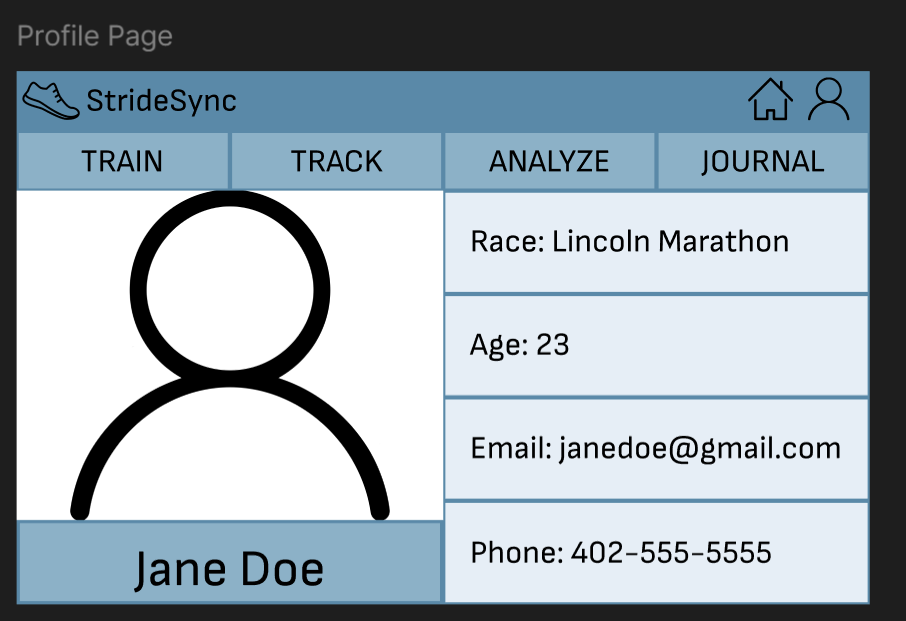 Profile Page
StrideSync
TRAIN TRACK ANALYZE JOURNAL
Race: Lincoln Marathon
Age: 23
Email: janedoe@gmail.com
Phone: 402-555-5555
Jane Doe